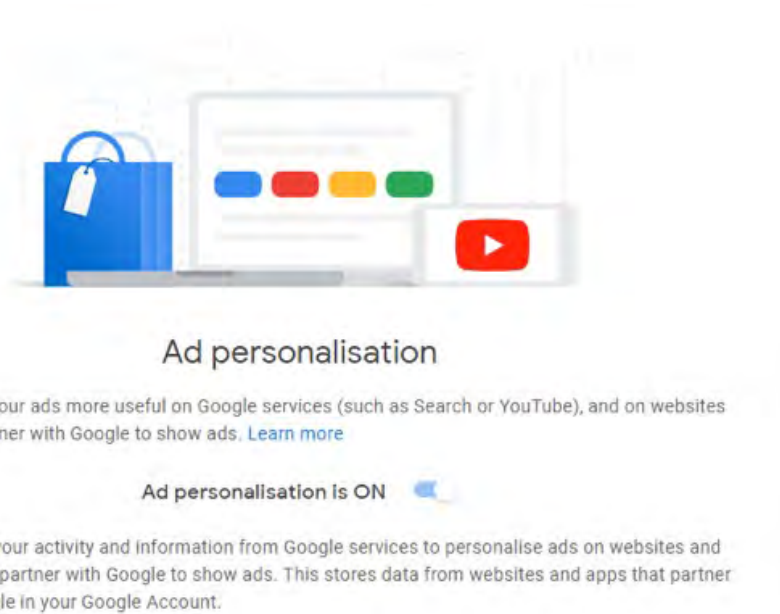 Ad personalisation
our ads more useful on Google services (such as Search or YouTube), and on websites
ner with Google to show ads. Learn more
Ad personalisation is ON
your activity and information from Google services to personalise ads on websites and
partner with Google to show ads. This stores data from websites and apps that partner
le in your Google Account.